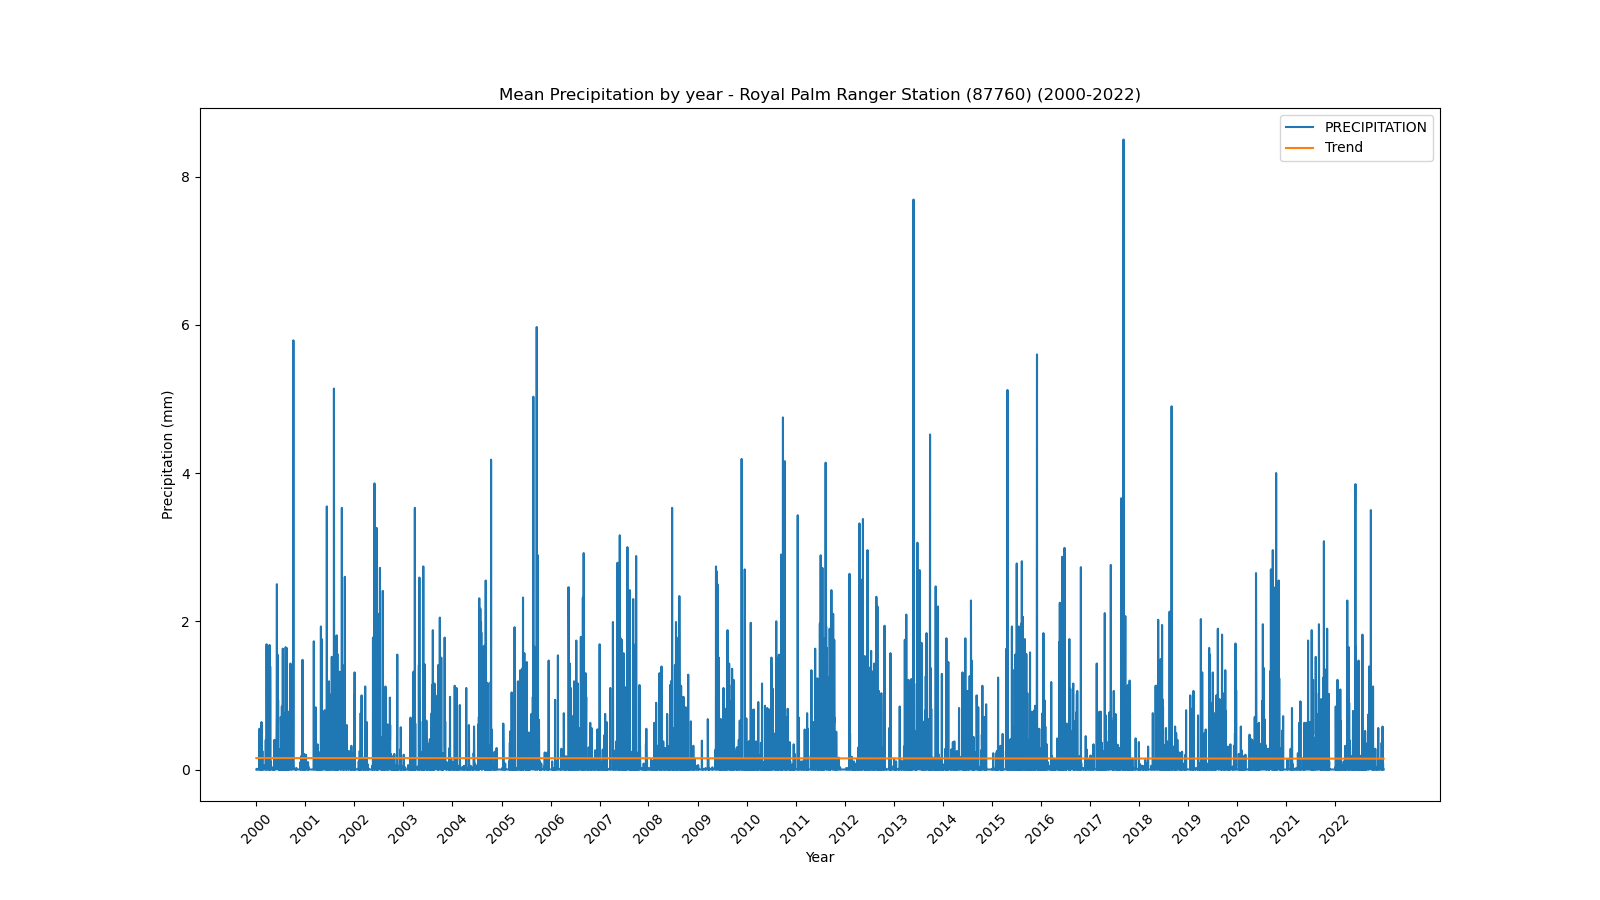 Mean Precipitation by year - Royal Palm Ranger Station (87760) (2000-2022)
PRECIPITATION
Trend
8
6
4
2
0
Precipitation (mm)
2000 2001 2002 2003 2004 2005 2006 2007 2008 2009 2010 2011 2012 2013 2014 2015 2016 2017 2018 2019 2020 2021 2022
Year